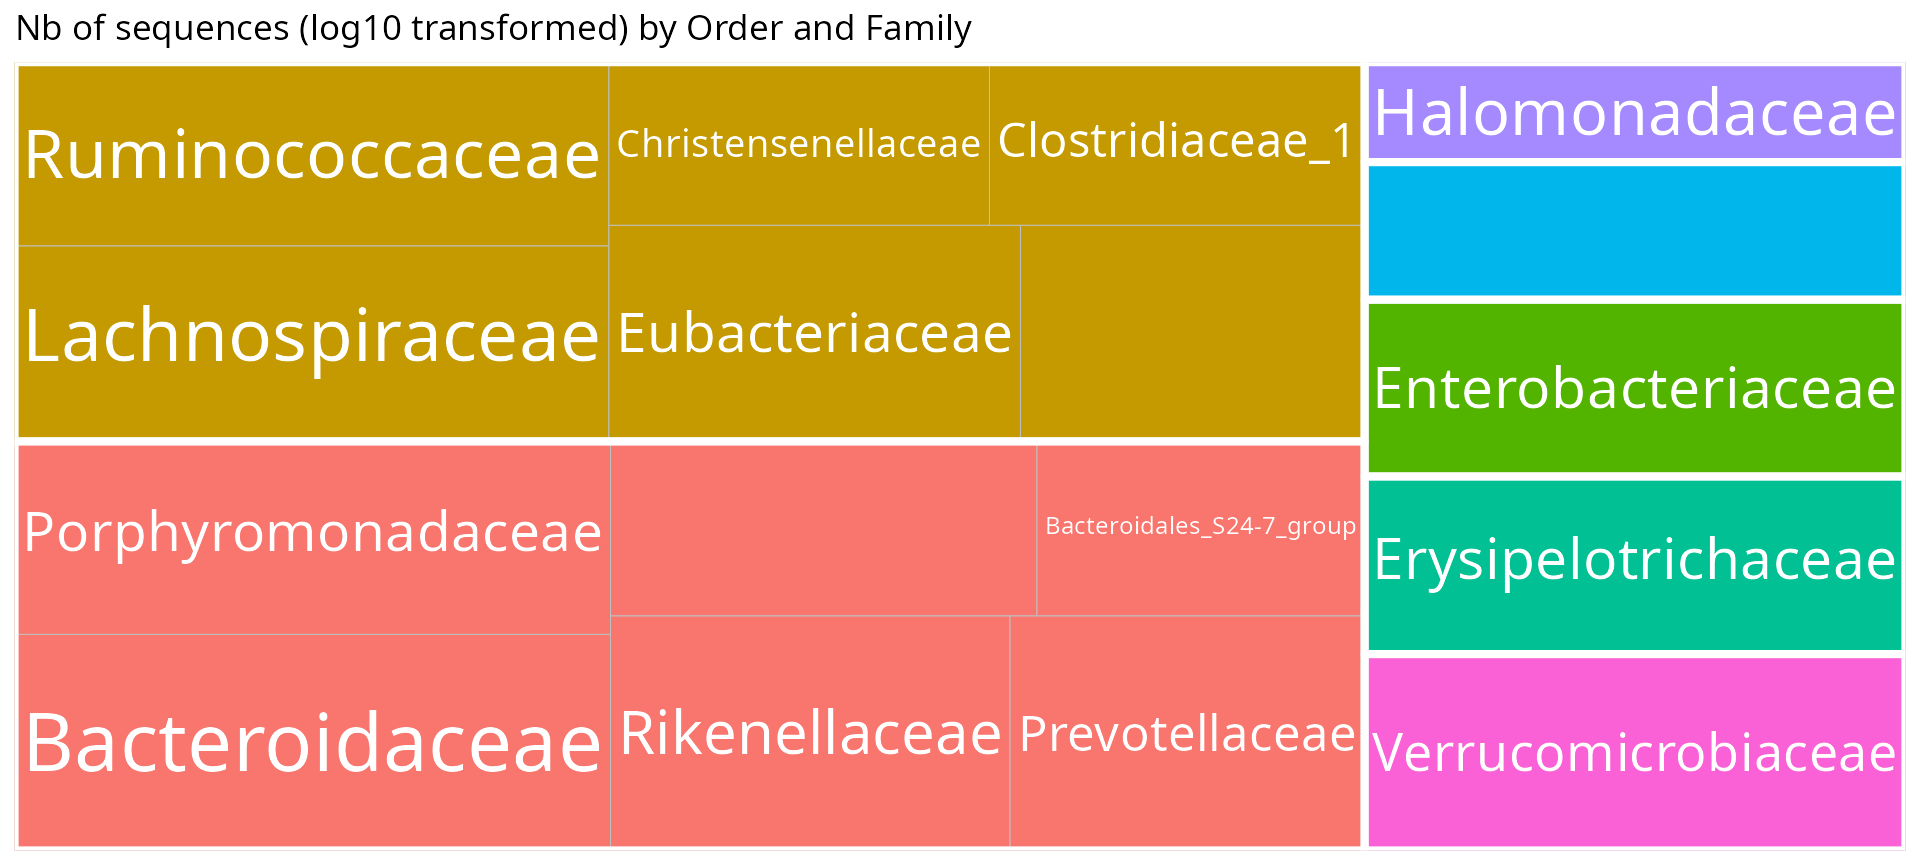 Nb of sequences (log10 transformed) by Order and Family
Ruminococcaceae
Christensenellaceae
Clostridiaceae_1
Halomonadaceae
Lachnospiraceae
Eubacteriaceae
Enterobacteriaceae
Porphyromonadaceae
Bacteroidales_S24-7_group
Erysipelotrichaceae
Bacteroidaceae
Rikenellaceae
Prevotellaceae
Verrucomicrobiaceae